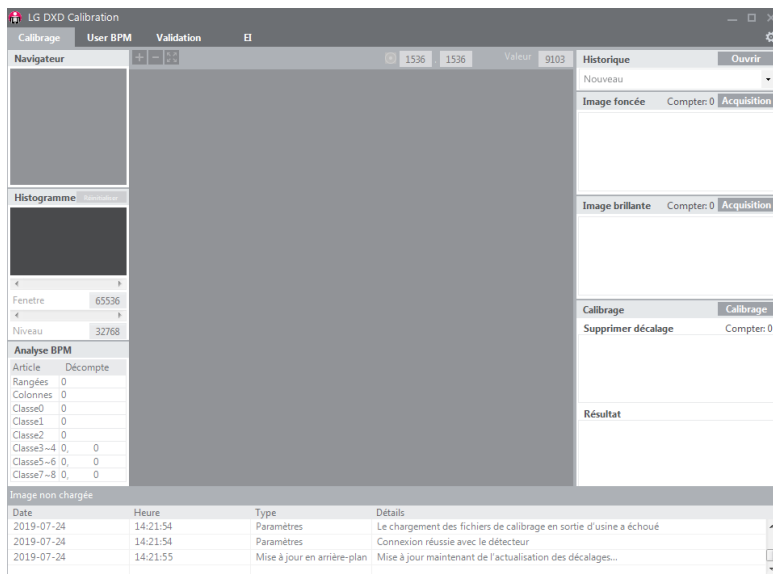 LG DXD Calibration
Calibrage User BPM Validation EI
Navigateur
1536 . 1536 Valeur 9103
Historique Ouvrir
Nouveau
Image foncée Compter: 0 Acquisition
Histogramme Réinitialiser
Image brillante Compter: 0 Acquisition
Fenetre 65536
Niveau 32768
Calibrage Calibrage
Supprimer décalage Compter: 0
Analyse BPM
Article Décompte
Rangées 0
Colonnes 0
Classe0 0
Classe1 0
Classe2 0
Classe3~4 0, 0
Classe5~6 0, 0
Classe7~8 0, 0
Résultat
Image non chargée
Date Heure Type Détails
2019-07-24 14:21:54 Paramètres Le chargement des fichiers de calibrage en sortie d'usine a échoué
2019-07-24 14:21:54 Paramètres Connexion réussie avec le détecteur
2019-07-24 14:21:55 Mise à jour en arrière-plan Mise à jour maintenant de l'actualisation des décalages...